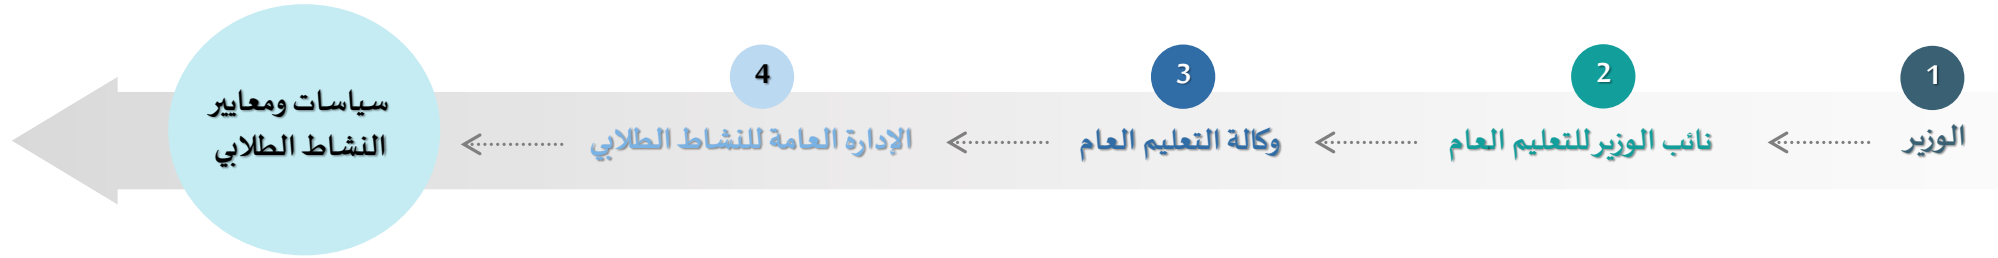 1
الوزير
2
نائب الوزير للتعليم العام
3
وكالة التعليم العام
4
الإدارة العامة للنشاط الطلابي
سياسات ومعايير
النشاط الطلابي